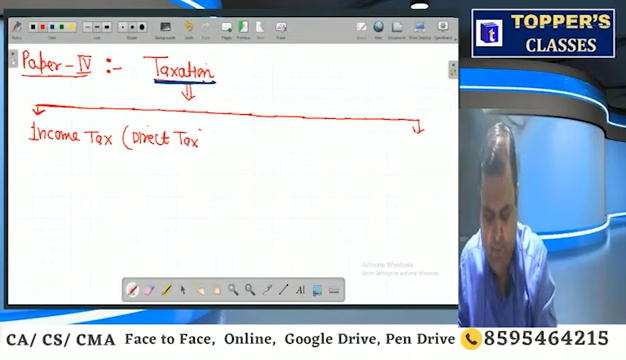 TOPPER'S
CLASSES
t
Paper - IV :- Taxation
Income Tax (Direct Tax
Activate Windows
CA/ CS/ CMA Face to Face, Online, Google Drive, Pen Drive 8595464215